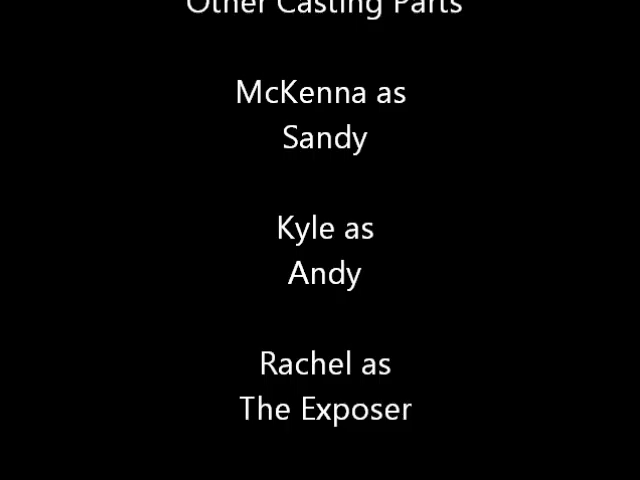 Other Casting Parts
McKenna as
Sandy
Kyle as
Andy
Rachel as
The Exposer